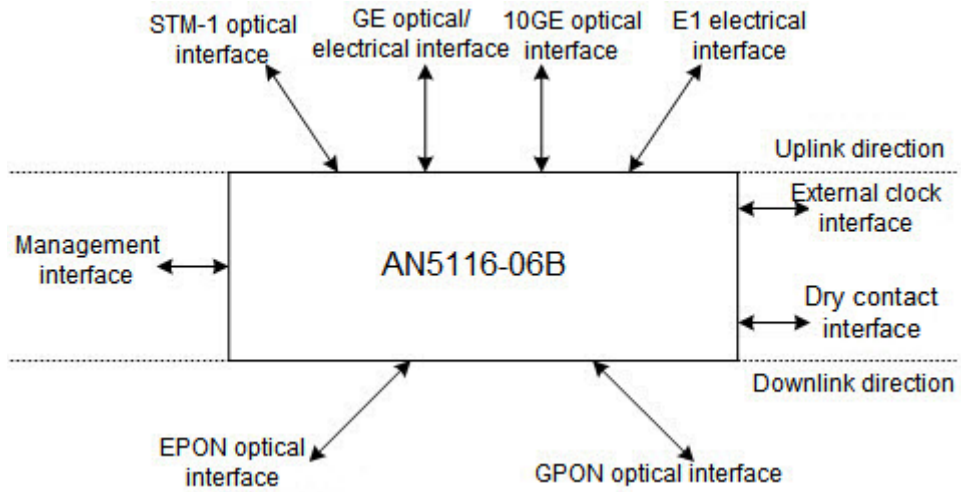 STM-1 optical
interface
GE optical/
electrical interface
10GE optical
interface
E1 electrical
interface
Uplink direction
External clock
interface
Management
interface
AN5116-06B
Dry contact
interface
Downlink direction
EPON optical
interface
GPON optical interface